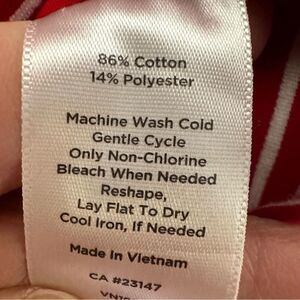 86% Cotton
14% Polyester
Machine Wash Cold
Gentle Cycle
Only Non-Chlorine
Bleach When Needed
Reshape,
Lay Flat To Dry
Cool Iron, If Needed
Made In Vietnam
CA #23147